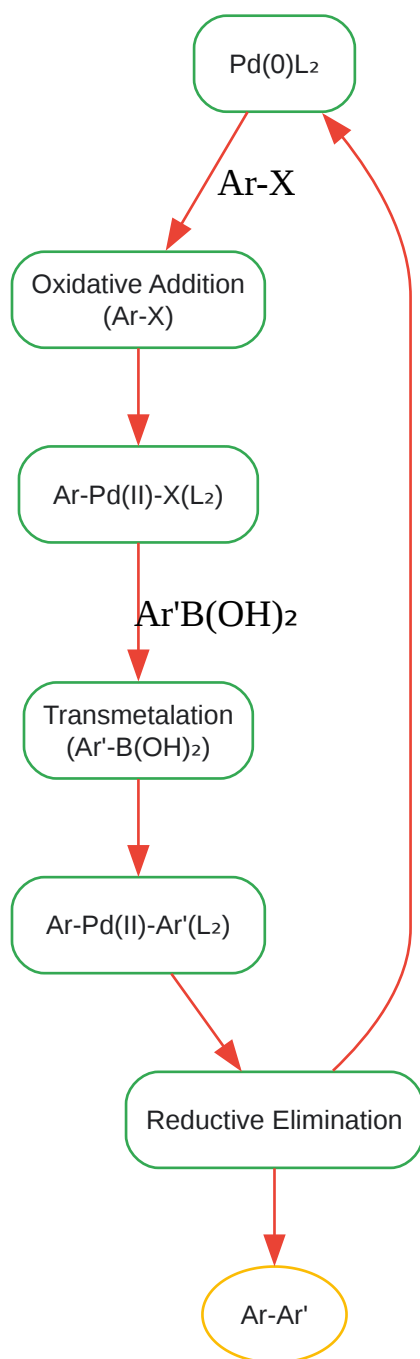 Pd(0)L₂
Ar-X
Oxidative Addition
(Ar-X)
Ar-Pd(II)-X(L₂)
Ar'B(OH)₂
Transmetalation
(Ar'-B(OH)₂)
Ar-Pd(II)-Ar'(L₂)
Reductive Elimination
Ar-Ar'